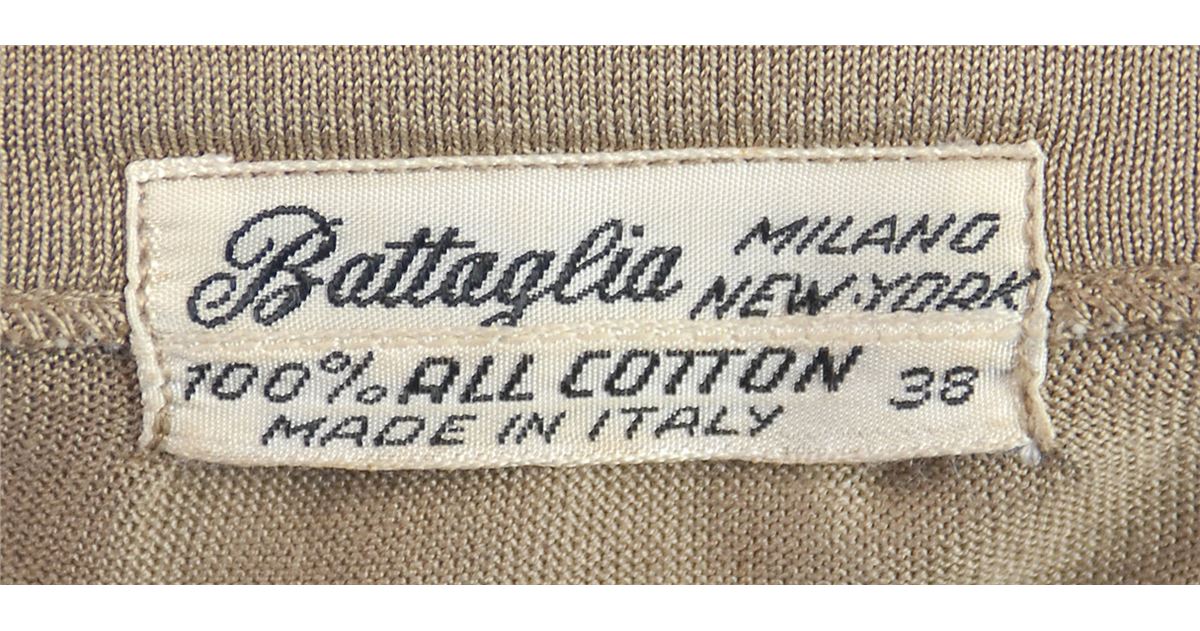 Battaglia MILANO
NEW·YORK
100% ALL COTTON 38
MADE IN ITALY